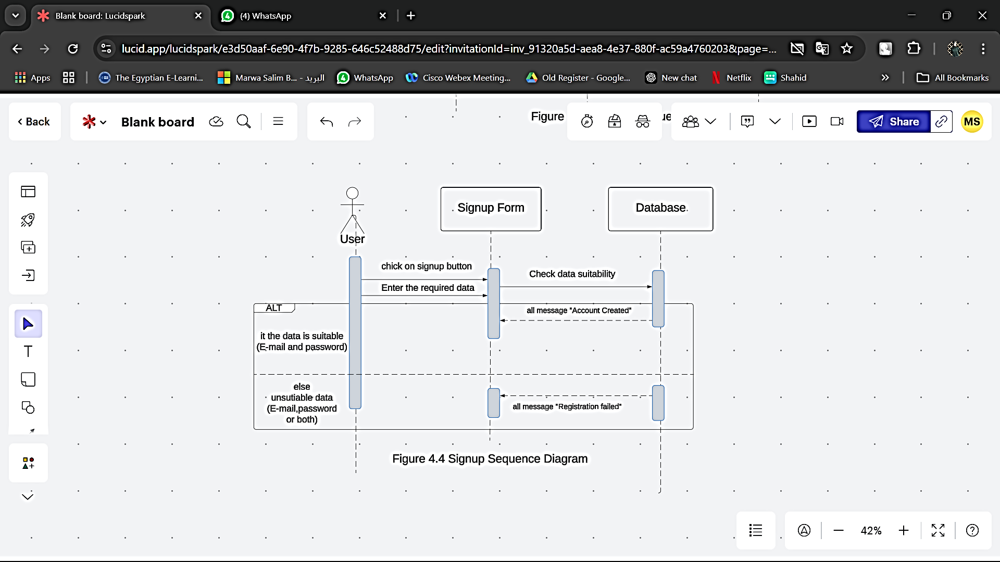 Blank board: Lucidspark
(4) WhatsApp
lucid.app/lucidspark/e3d50aaf-6e90-4f7b-9285-646c52488d75/edit?invitationId=inv_91320a5d-aea8-4e37-880f-ac59a4760203&page=...
Apps
The Egyptian E-Learni...
Marwa Salim B... - البريد
WhatsApp
Cisco Webex Meeting...
Old Register - Google...
New chat
Netflix
Shahid
All Bookmarks
Back
Blank board
Figure
Share
MS
User
Signup Form
Database
chick on signup button
Check data suitability
Enter the required data
ALT
all message "Account Created"
it the data is suitable
(E-mail and password)
else
unsutiable data
(E-mail,password
or both)
all message "Registration failed"
Figure 4.4 Signup Sequence Diagram
42%